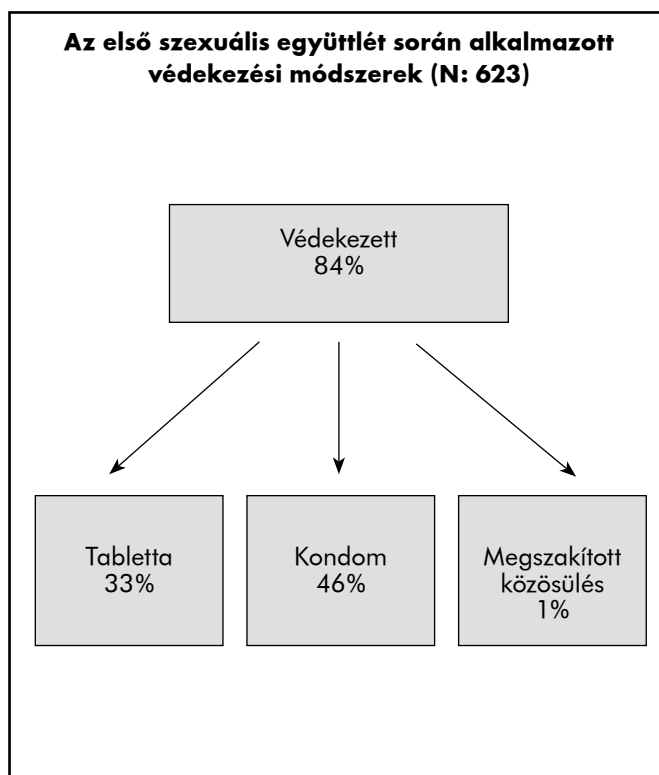 Az első szexuális együttlét során alkalmazott
védekezési módszerek (N: 623)
Védekezett
84%
Tabletta
33%
Kondom
46%
Megszakított
közösülés
1%